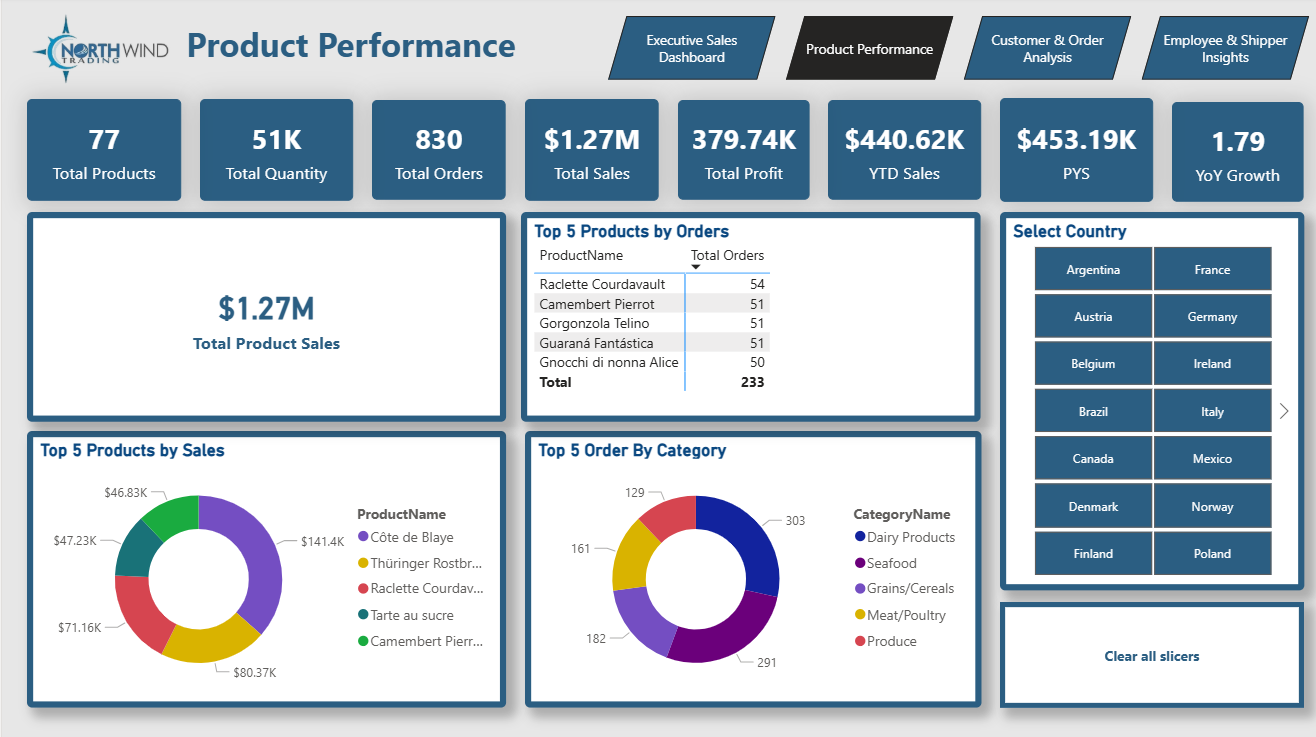 NORTHWIND
TRADING
Product Performance
Executive Sales
Dashboard
Product Performance
Customer & Order
Analysis
Employee & Shipper
Insights
77
Total Products
51K
Total Quantity
830
Total Orders
$1.27M
Total Sales
379.74K
Total Profit
$440.62K
YTD Sales
$453.19K
PYS
1.79
YoY Growth
$1.27M
Total Product Sales
Top 5 Products by Orders
ProductName Total Orders
Raclette Courdavault 54
Camembert Pierrot 51
Gorgonzola Telino 51
Guaraná Fantástica 51
Gnocchi di nonna Alice 50
Total 233
Select Country
Argentina France
Austria Germany
Belgium Ireland
Brazil Italy
Canada Mexico
Denmark Norway
Finland Poland
Top 5 Products by Sales
$46.83K
$47.23K
$141.4K
$71.16K
$80.37K
ProductName
Côte de Blaye
Thüringer Rostbr...
Raclette Courdav...
Tarte au sucre
Camembert Pierr...
Top 5 Order By Category
129
303
161
182
291
CategoryName
Dairy Products
Seafood
Grains/Cereals
Meat/Poultry
Produce
Clear all slicers